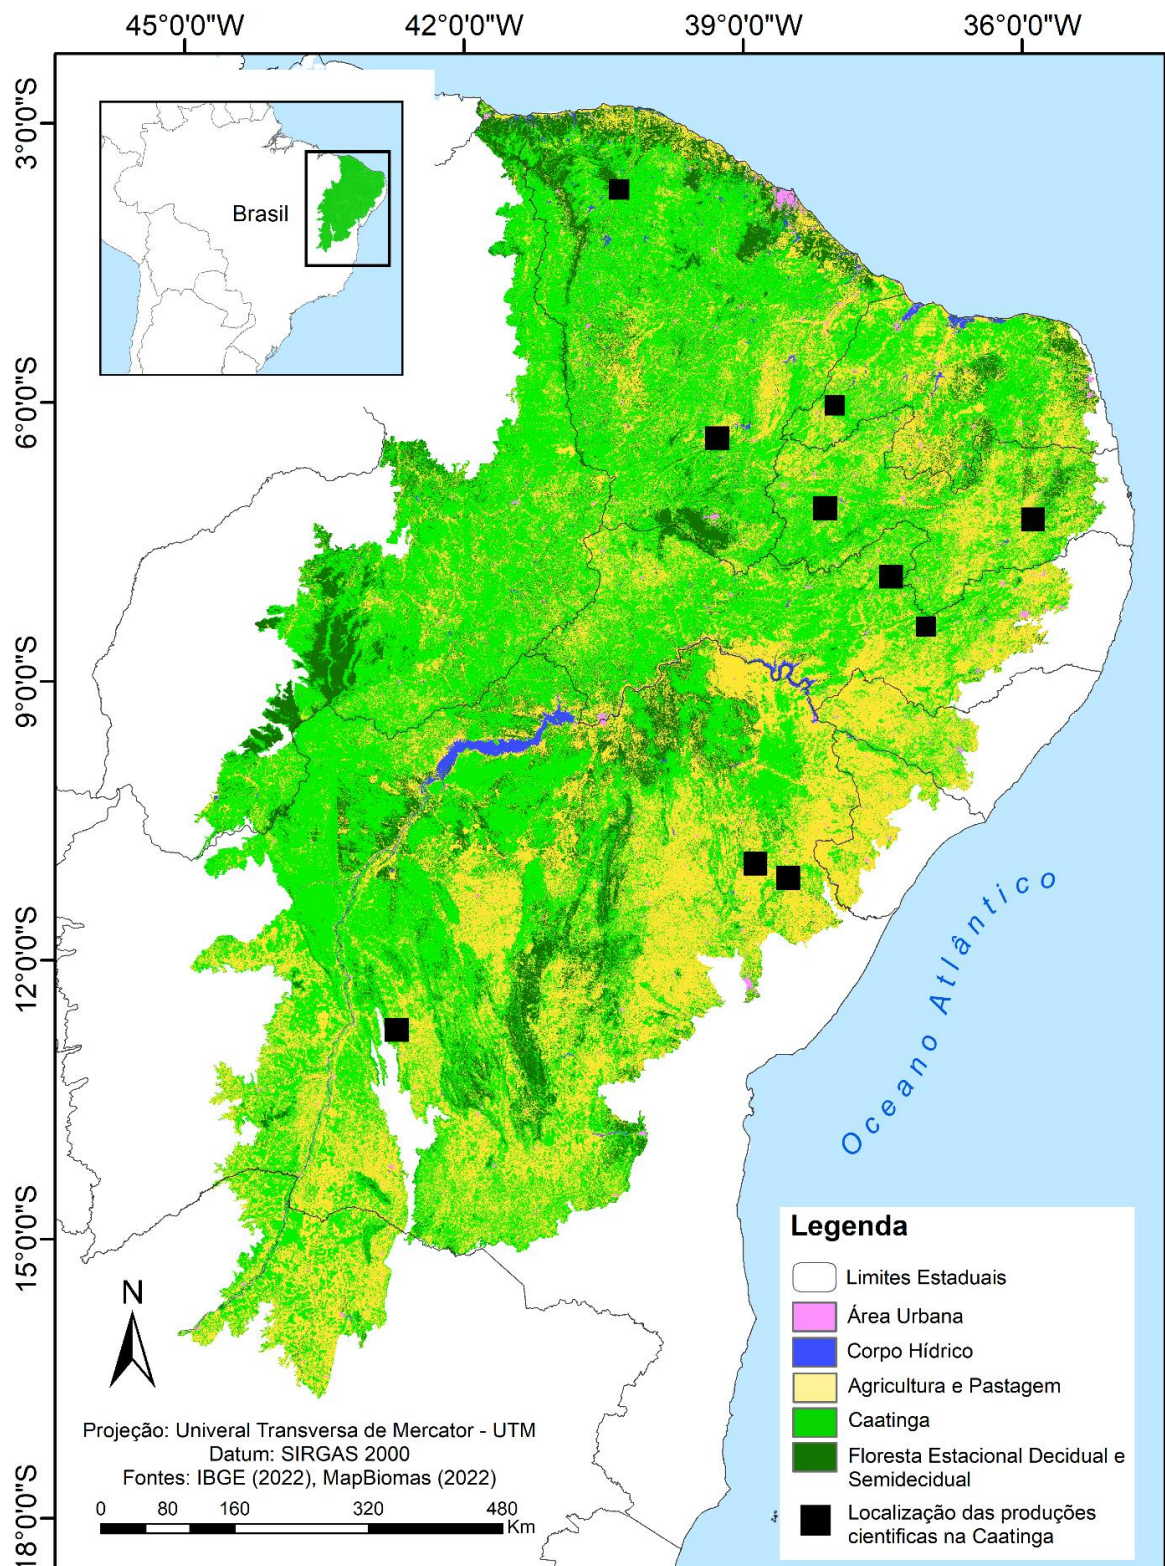 45°0'0"W 42°0'0"W 39°0'0"W 36°0'0"W
3°0'0"S
6°0'0"S
9°0'0"S
12°0'0"S
15°0'0"S
18°0'0"S
Brasil
Oceano Atlântico
N
Projeção: Univeral Transversa de Mercator - UTM
Datum: SIRGAS 2000
Fontes: IBGE (2022), MapBiomas (2022)
0 80 160 320 480
Km
Legenda
Limites Estaduais
Área Urbana
Corpo Hídrico
Agricultura e Pastagem
Caatinga
Floresta Estacional Decidual e
Semidecidual
Localização das produções
cientificas na Caatinga